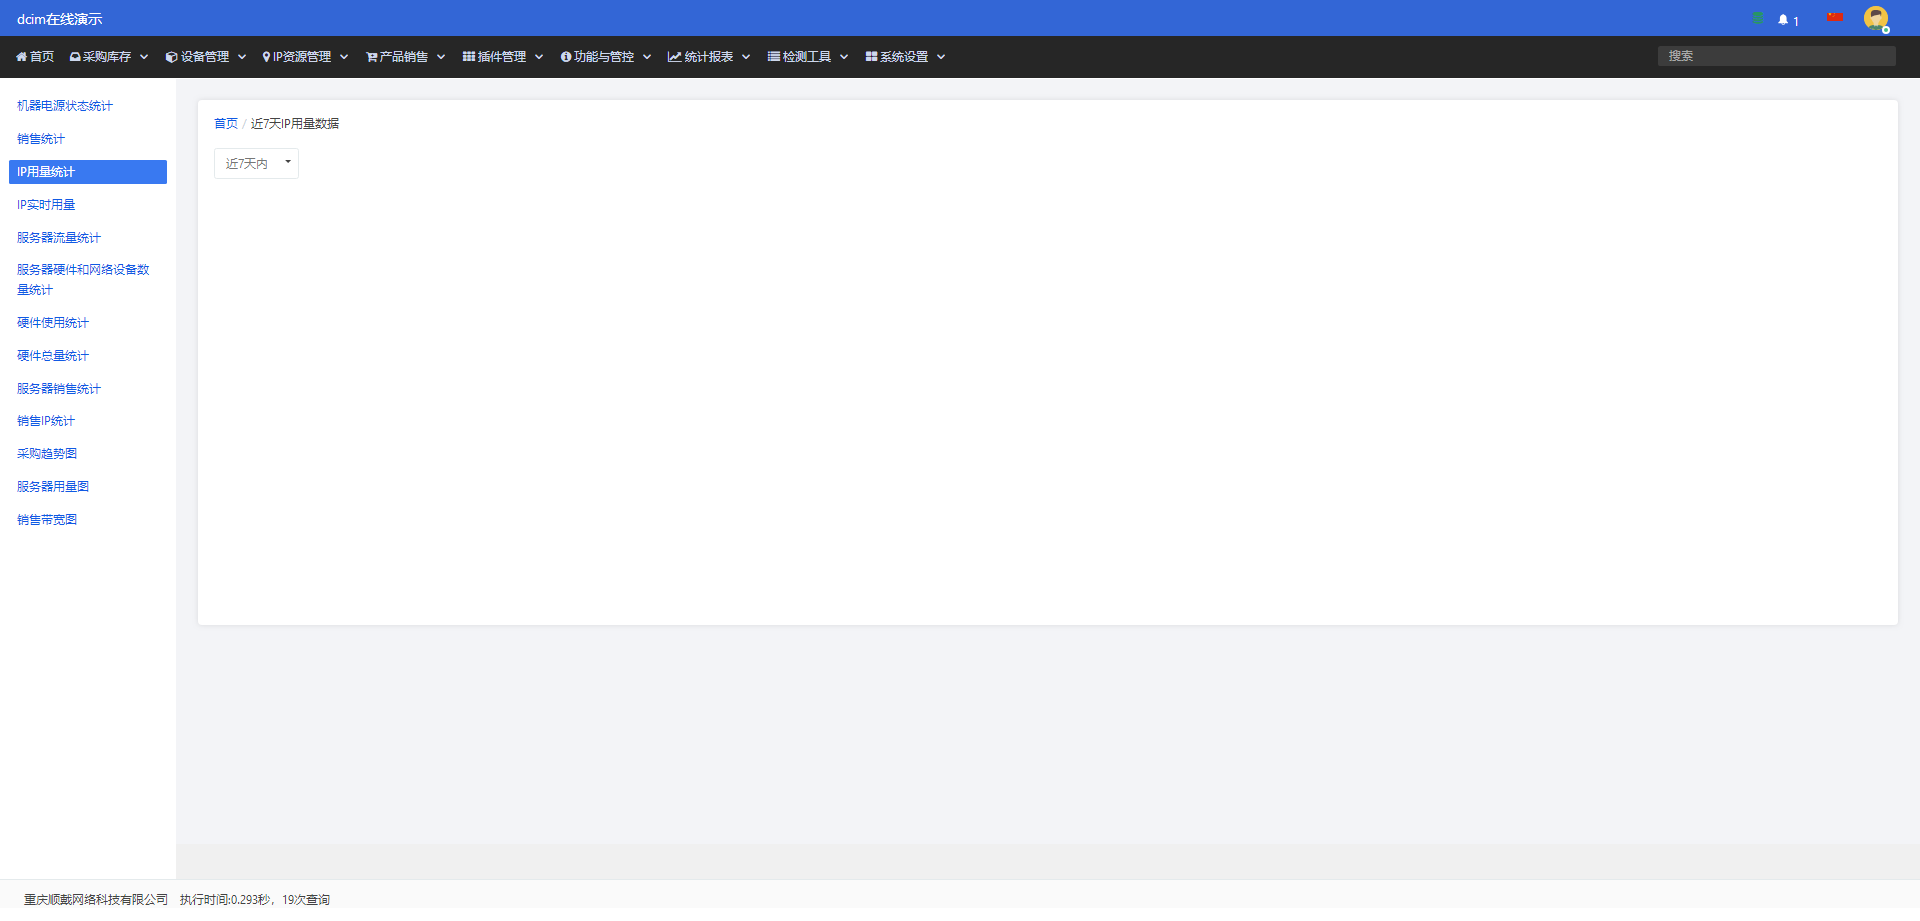 dcim在线演示
1
首页 采购库存 设备管理 IP资源管理 产品销售 插件管理 功能与管控 统计报表 检测工具 系统设置 搜索
机器电源状态统计
销售统计
IP用量统计
IP实时用量
服务器流量统计
服务器硬件和网络设备数
量统计
硬件使用统计
硬件总量统计
服务器销售统计
销售IP统计
采购趋势图
服务器用量图
销售带宽图
首页 / 近7天IP用量数据
近7天内
重庆顺戴网络科技有限公司 执行时间:0.293秒，19次查询